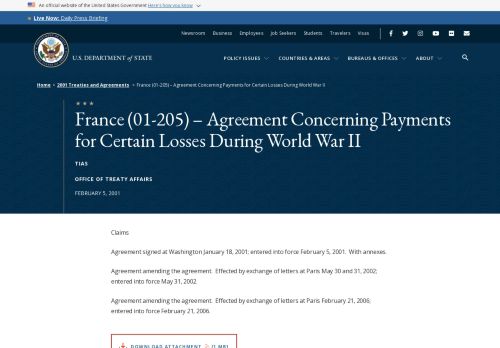 An official website of the United States Government Here's how you know
Live Now: Daily Press Briefing
Newsroom Business Employees Job Seekers Students Travelers Visas
U.S. DEPARTMENT of STATE
POLICY ISSUES COUNTRIES & AREAS BUREAUS & OFFICES ABOUT
Home > 2001 Treaties and Agreements > France (01-205) – Agreement Concerning Payments for Certain Losses During World War II
France (01-205) – Agreement Concerning Payments
for Certain Losses During World War II
TIAS
OFFICE OF TREATY AFFAIRS
FEBRUARY 5, 2001
Claims
Agreement signed at Washington January 18, 2001; entered into force February 5, 2001. With annexes.
Agreement amending the agreement. Effected by exchange of letters at Paris May 30 and 31, 2002;
entered into force May 31, 2002
Agreement amending the agreement. Effected by exchange of letters at Paris February 21, 2006;
entered into force February 21, 2006.
DOWNLOAD ATTACHMENT